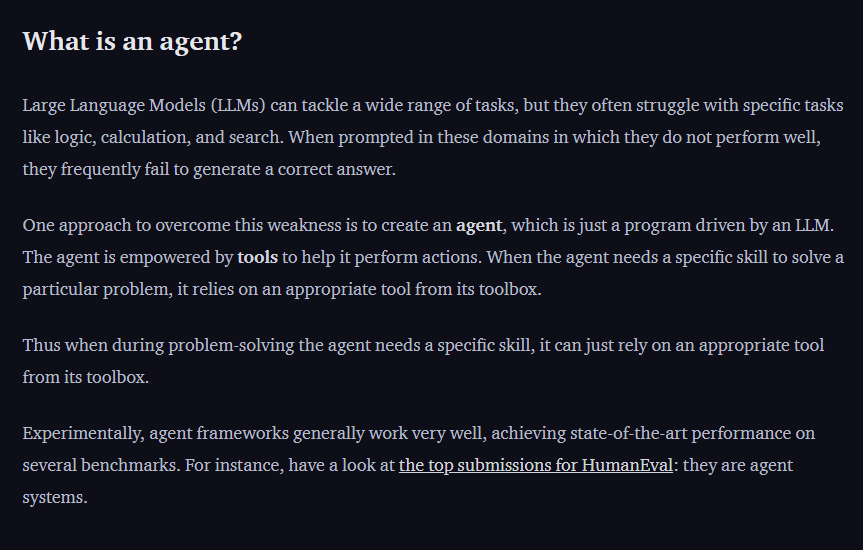 What is an agent?
Large Language Models (LLMs) can tackle a wide range of tasks, but they often struggle with specific tasks
like logic, calculation, and search. When prompted in these domains in which they do not perform well,
they frequently fail to generate a correct answer.
One approach to overcome this weakness is to create an agent, which is just a program driven by an LLM.
The agent is empowered by tools to help it perform actions. When the agent needs a specific skill to solve a
particular problem, it relies on an appropriate tool from its toolbox.
Thus when during problem-solving the agent needs a specific skill, it can just rely on an appropriate tool
from its toolbox.
Experimentally, agent frameworks generally work very well, achieving state-of-the-art performance on
several benchmarks. For instance, have a look at the top submissions for HumanEval: they are agent
systems.